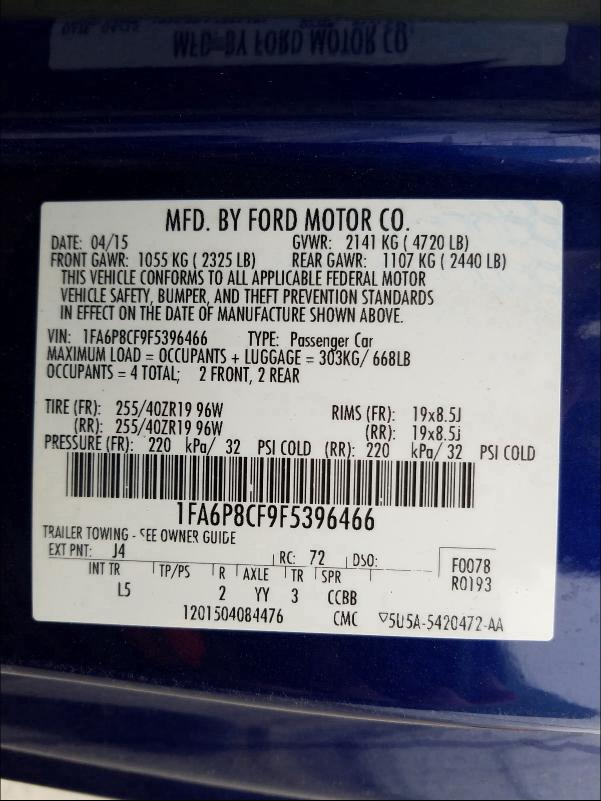 MFD. BY FORD MOTOR CO.
MFD. BY FORD MOTOR CO.
DATE: 04/15 GVWR: 2141 KG ( 4720 LB)
FRONT GAWR: 1055 KG ( 2325 LB) REAR GAWR: 1107 KG ( 2440 LB)
THIS VEHICLE CONFORMS TO ALL APPLICABLE FEDERAL MOTOR
VEHICLE SAFETY, BUMPER, AND THEFT PREVENTION STANDARDS
IN EFFECT ON THE DATE OF MANUFACTURE SHOWN ABOVE.
VIN: 1FA6P8CF9F5396466 TYPE: Passenger Car
MAXIMUM LOAD = OCCUPANTS + LUGGAGE = 303KG/ 668LB
OCCUPANTS = 4 TOTAL; 2 FRONT, 2 REAR
TIRE (FR): 255/40ZR19 96W RIMS (FR): 19x8.5J
(RR): 255/40ZR19 96W (RR): 19x8.5j
PRESSURE (FR): 220 kPa/ 32 PSI COLD (RR): 220 kPa/ 32 PSI COLD
1FA6P8CF9F5396466
TRAILER TOWING - SEE OWNER GUIDE
EXT PNT: J4 RC: 72 DSO: F0078
R0193
INT TR TP/PS R AXLE TR SPR
L5 2 YY 3 CCBB
1201504084476 CMC ▽5U5A-5420472-AA